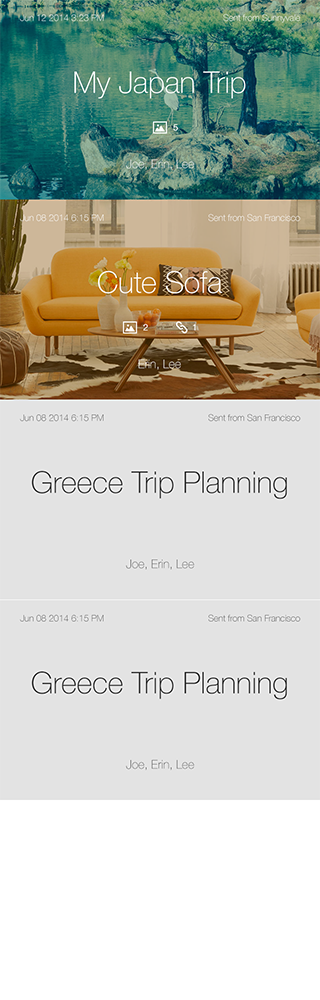 Jun 12 2014 3:23 PM Sent from Sunnyvale
My Japan Trip
5
Joe, Erin, Lee
Jun 08 2014 6:15 PM Sent from San Francisco
Cute Sofa
2 1
Erin, Lee
Jun 08 2014 6:15 PM Sent from San Francisco
Greece Trip Planning
Joe, Erin, Lee
Jun 08 2014 6:15 PM Sent from San Francisco
Greece Trip Planning
Joe, Erin, Lee